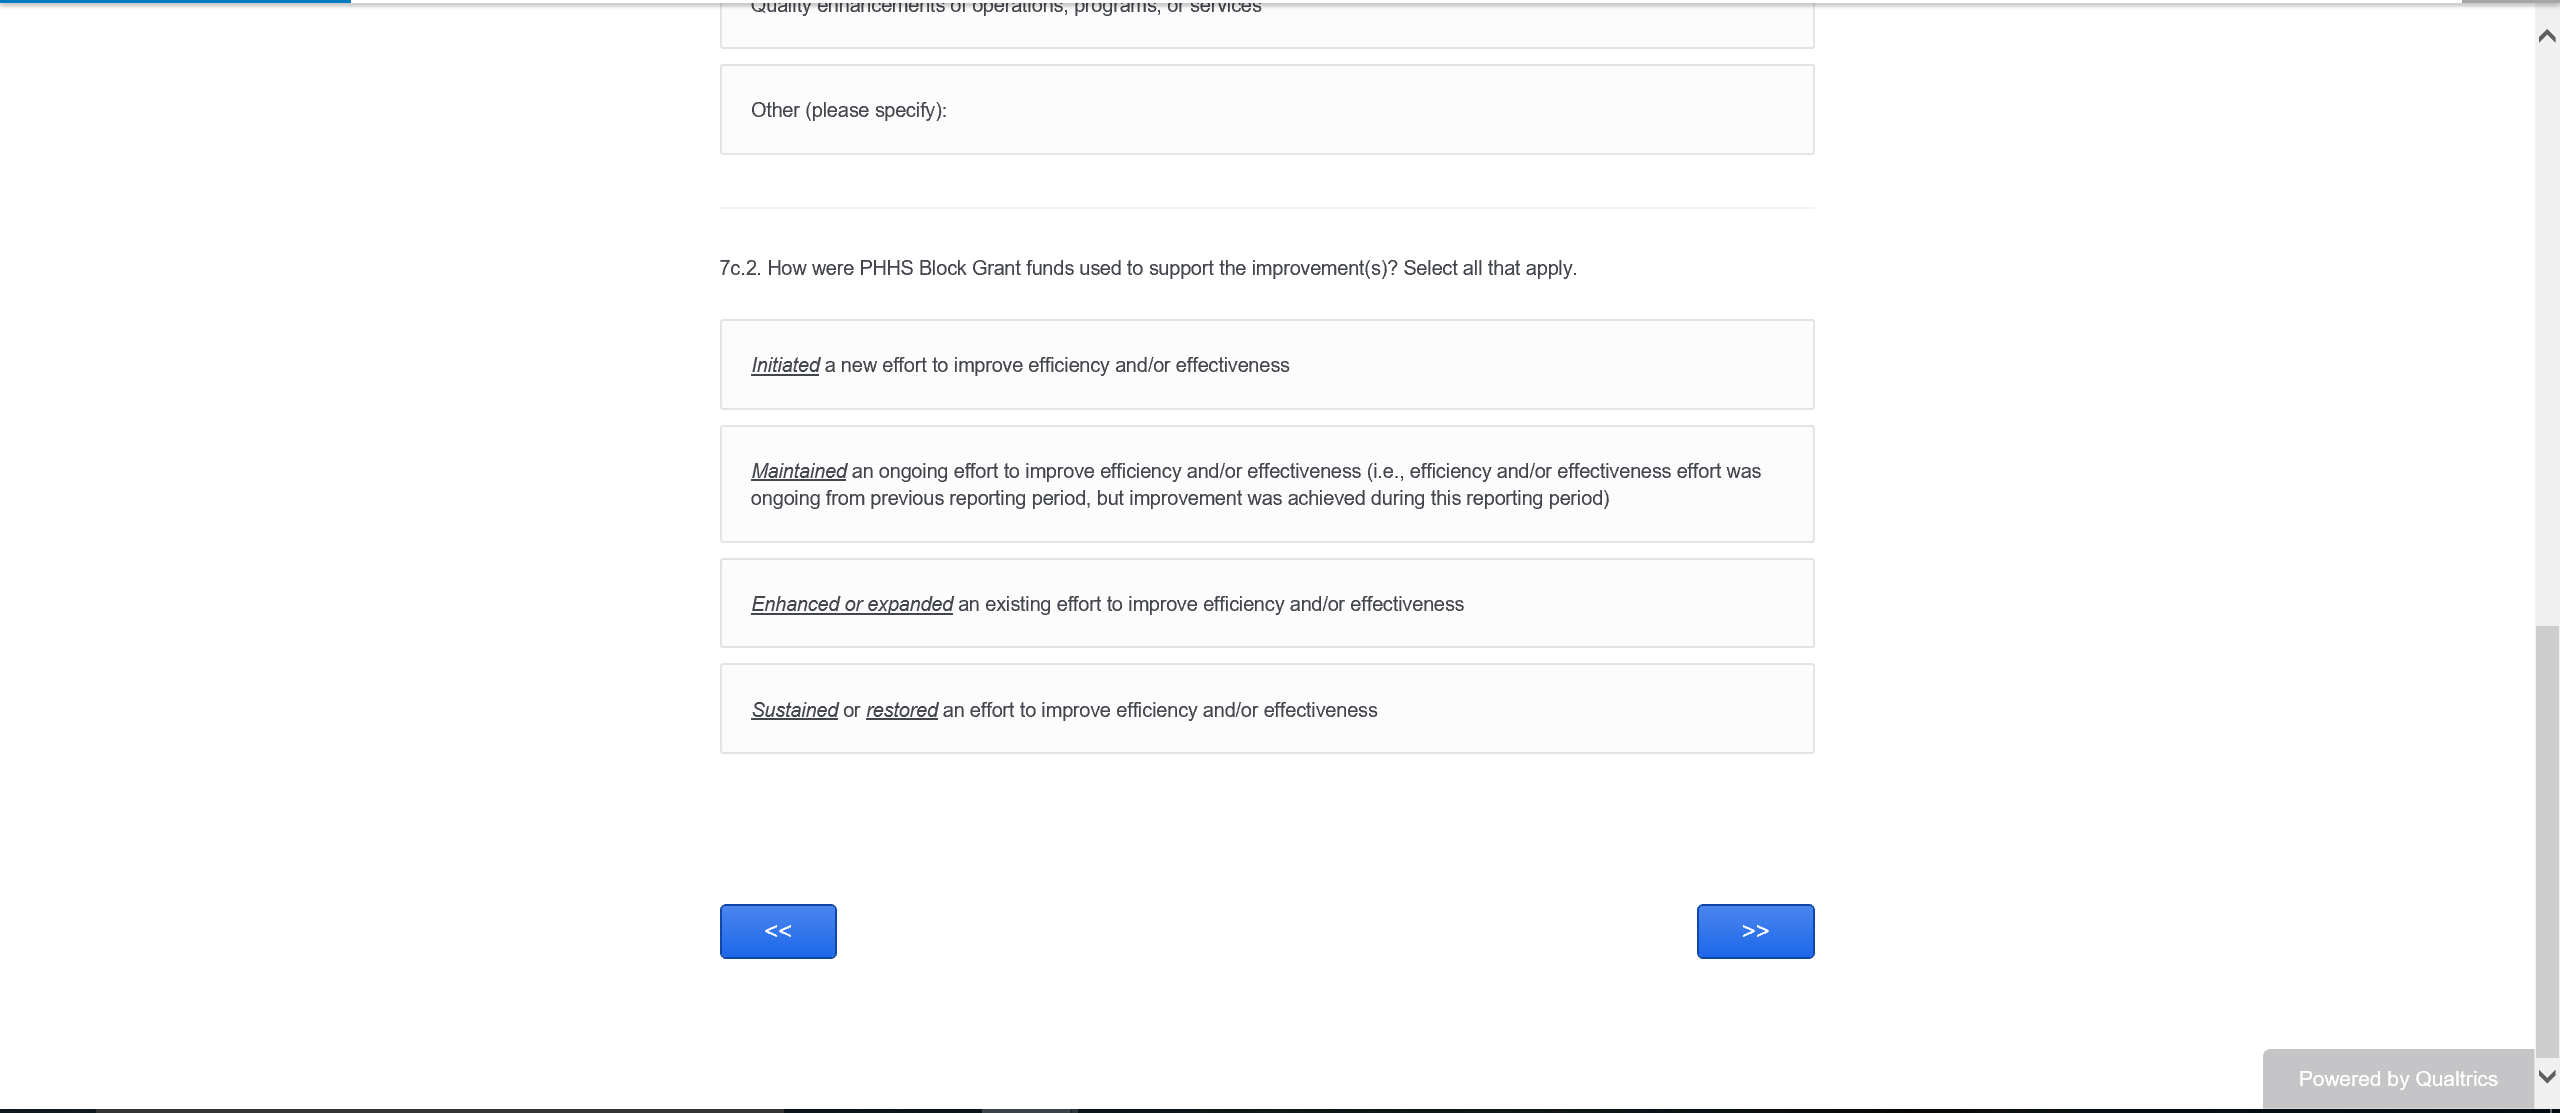 Quality enhancements of operations, programs, or services
Other (please specify):
7c.2. How were PHHS Block Grant funds used to support the improvement(s)? Select all that apply.
Initiated a new effort to improve efficiency and/or effectiveness
Maintained an ongoing effort to improve efficiency and/or effectiveness (i.e., efficiency and/or effectiveness effort was
ongoing from previous reporting period, but improvement was achieved during this reporting period)
Enhanced or expanded an existing effort to improve efficiency and/or effectiveness
Sustained or restored an effort to improve efficiency and/or effectiveness
<< >>
Powered by Qualtrics